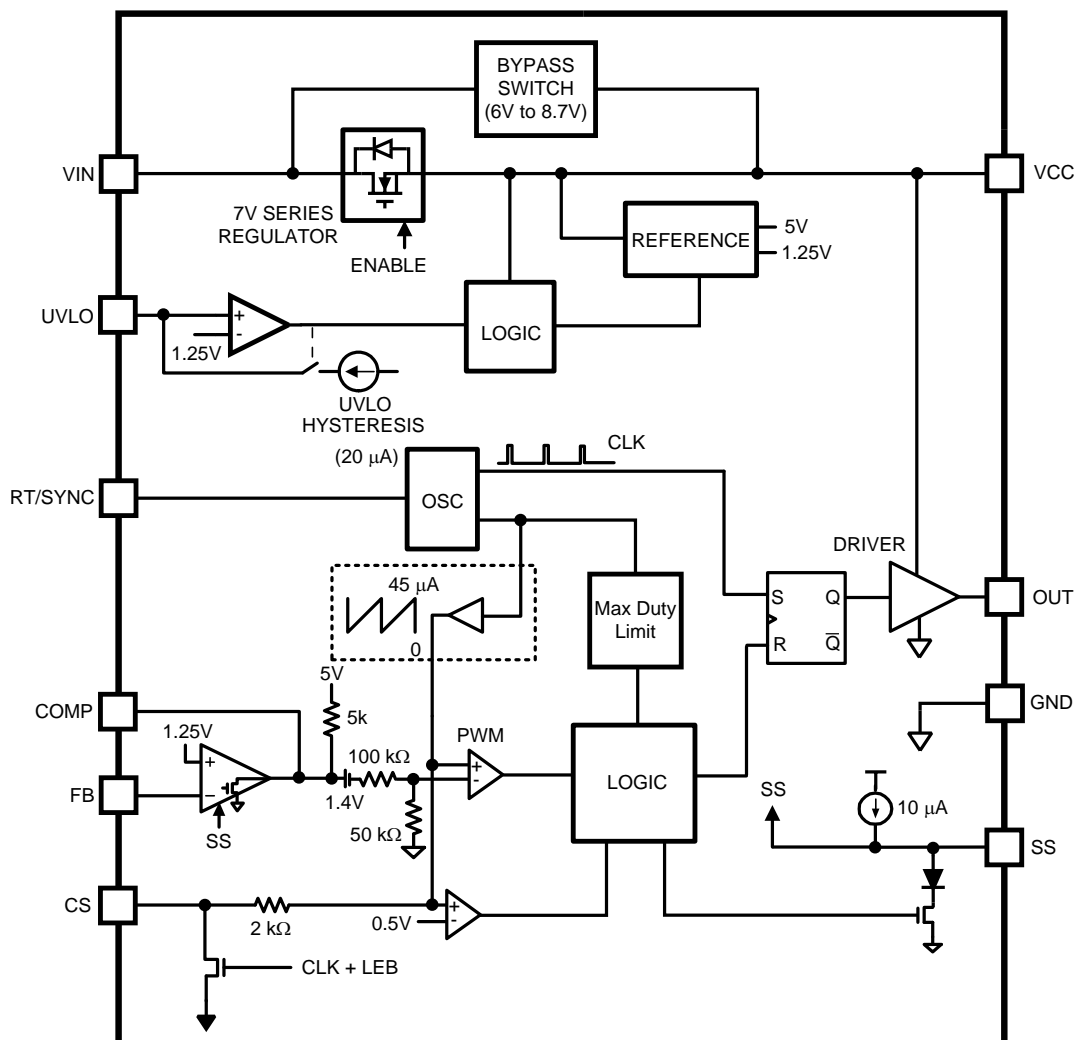 BYPASS
SWITCH
(6V to 8.7V)
VIN
VCC
7V SERIES
REGULATOR
ENABLE
REFERENCE
5V
1.25V
UVLO
+
-
1.25V
LOGIC
UVLO
HYSTERESIS
(20 μA)
CLK
RT/SYNC
OSC
DRIVER
45 μA
0
Max Duty
Limit
S
Q
R
Q̅
OUT
5V
5k
COMP
1.25V
+
−
FB
SS
1.4V
100 kΩ
50 kΩ
PWM
+
-
LOGIC
GND
SS
10 μA
SS
CS
2 kΩ
0.5V
+
-
CLK + LEB